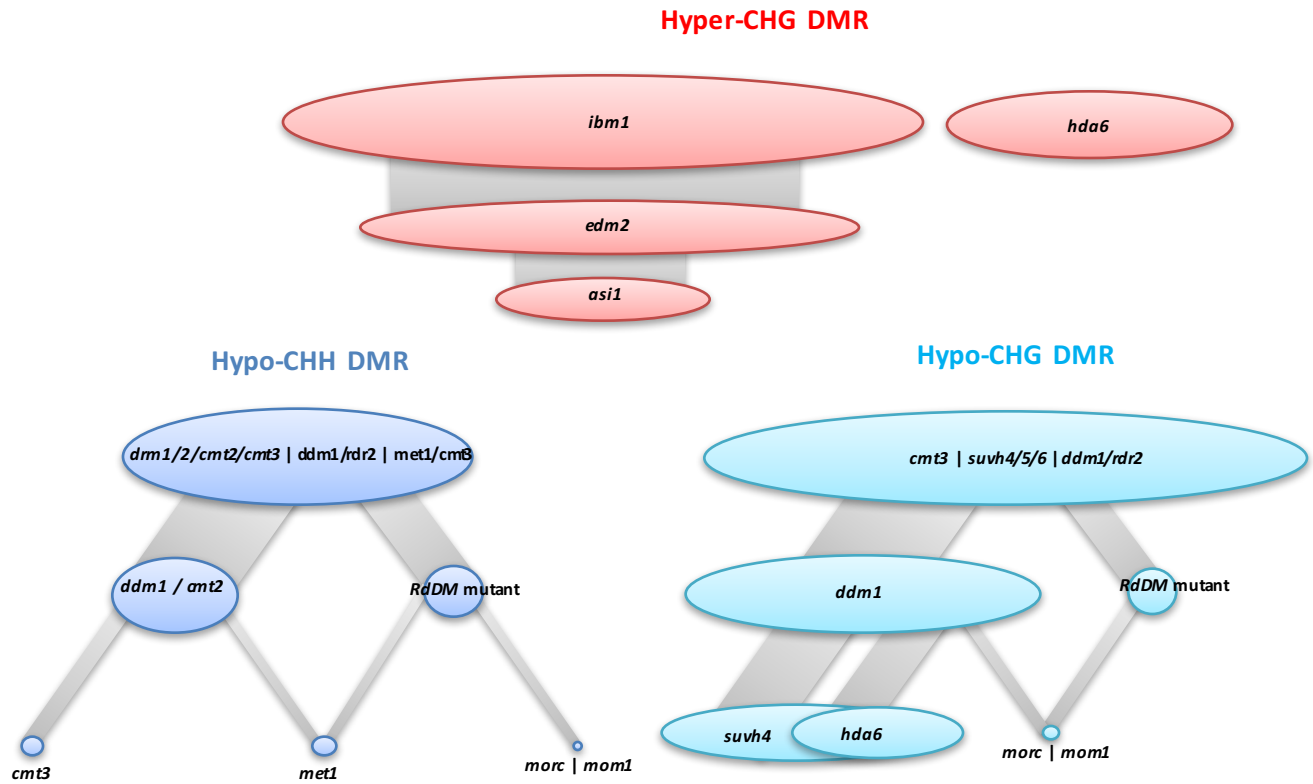 Hyper-CHG DMR
ibm1
hda6
edm2
asi1
Hypo-CHH DMR
Hypo-CHG DMR
drm1/2/cmt2/cmt3 | ddm1/rdr2 | met1/cmt3
cmt3 | suvh4/5/6 | ddm1/rdr2
ddm1 / cmt2
RdDM mutant
ddm1
RdDM mutant
suvh4
hda6
cmt3
met1
morc | mom1
morc | mom1